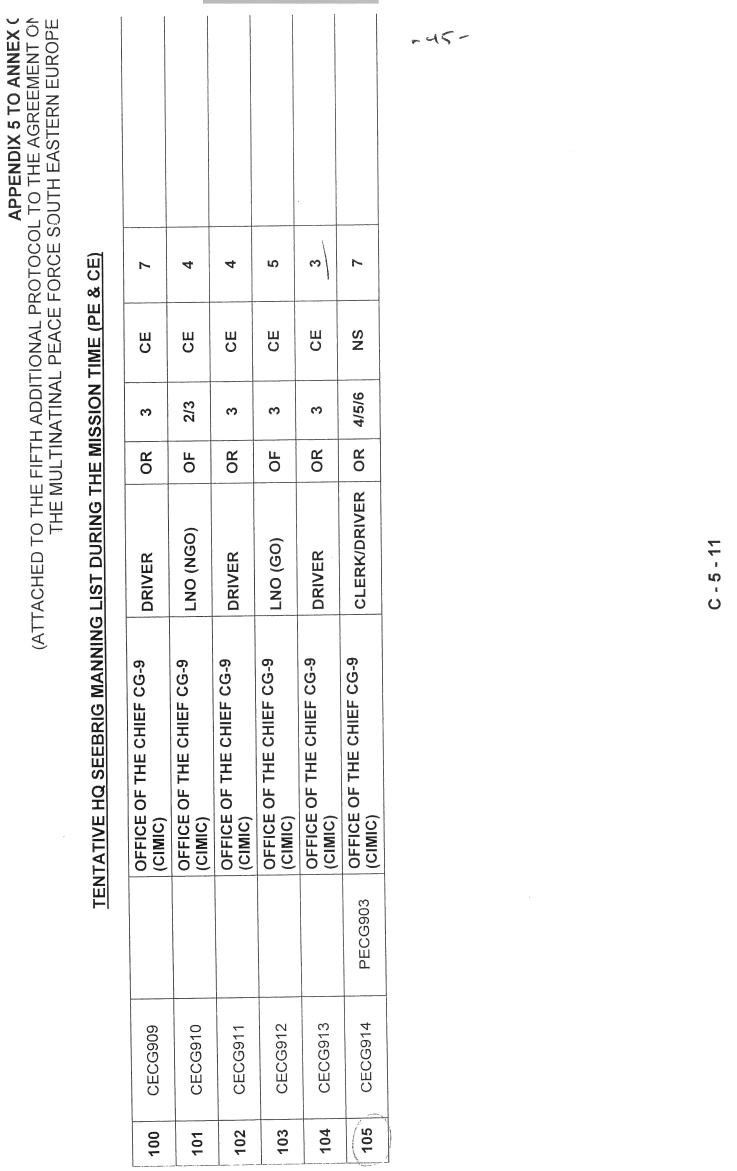 APPENDIX 5 TO ANNEX C
(ATTACHED TO THE FIFTH ADDITIONAL PROTOCOL TO THE AGREEMENT ON
THE MULTINATINAL PEACE FORCE SOUTH EASTERN EUROPE
TENTATIVE HQ SEEBRIG MANNING LIST DURING THE MISSION TIME (PE & CE)
100 CECG909 OFFICE OF THE CHIEF CG-9 DRIVER OR 3 CE 7
(CIMIC)
101 CECG910 OFFICE OF THE CHIEF CG-9 LNO (NGO) OF 2/3 CE 4
(CIMIC)
102 CECG911 OFFICE OF THE CHIEF CG-9 DRIVER OR 3 CE 4
(CIMIC)
103 CECG912 OFFICE OF THE CHIEF CG-9 LNO (GO) OF 3 CE 5
(CIMIC)
104 CECG913 OFFICE OF THE CHIEF CG-9 DRIVER OR 3 CE 3
(CIMIC)
105 CECG914 PECG903 OFFICE OF THE CHIEF CG-9 CLERK/DRIVER OR 4/5/6 NS 7
(CIMIC)
-45-
C - 5 - 11